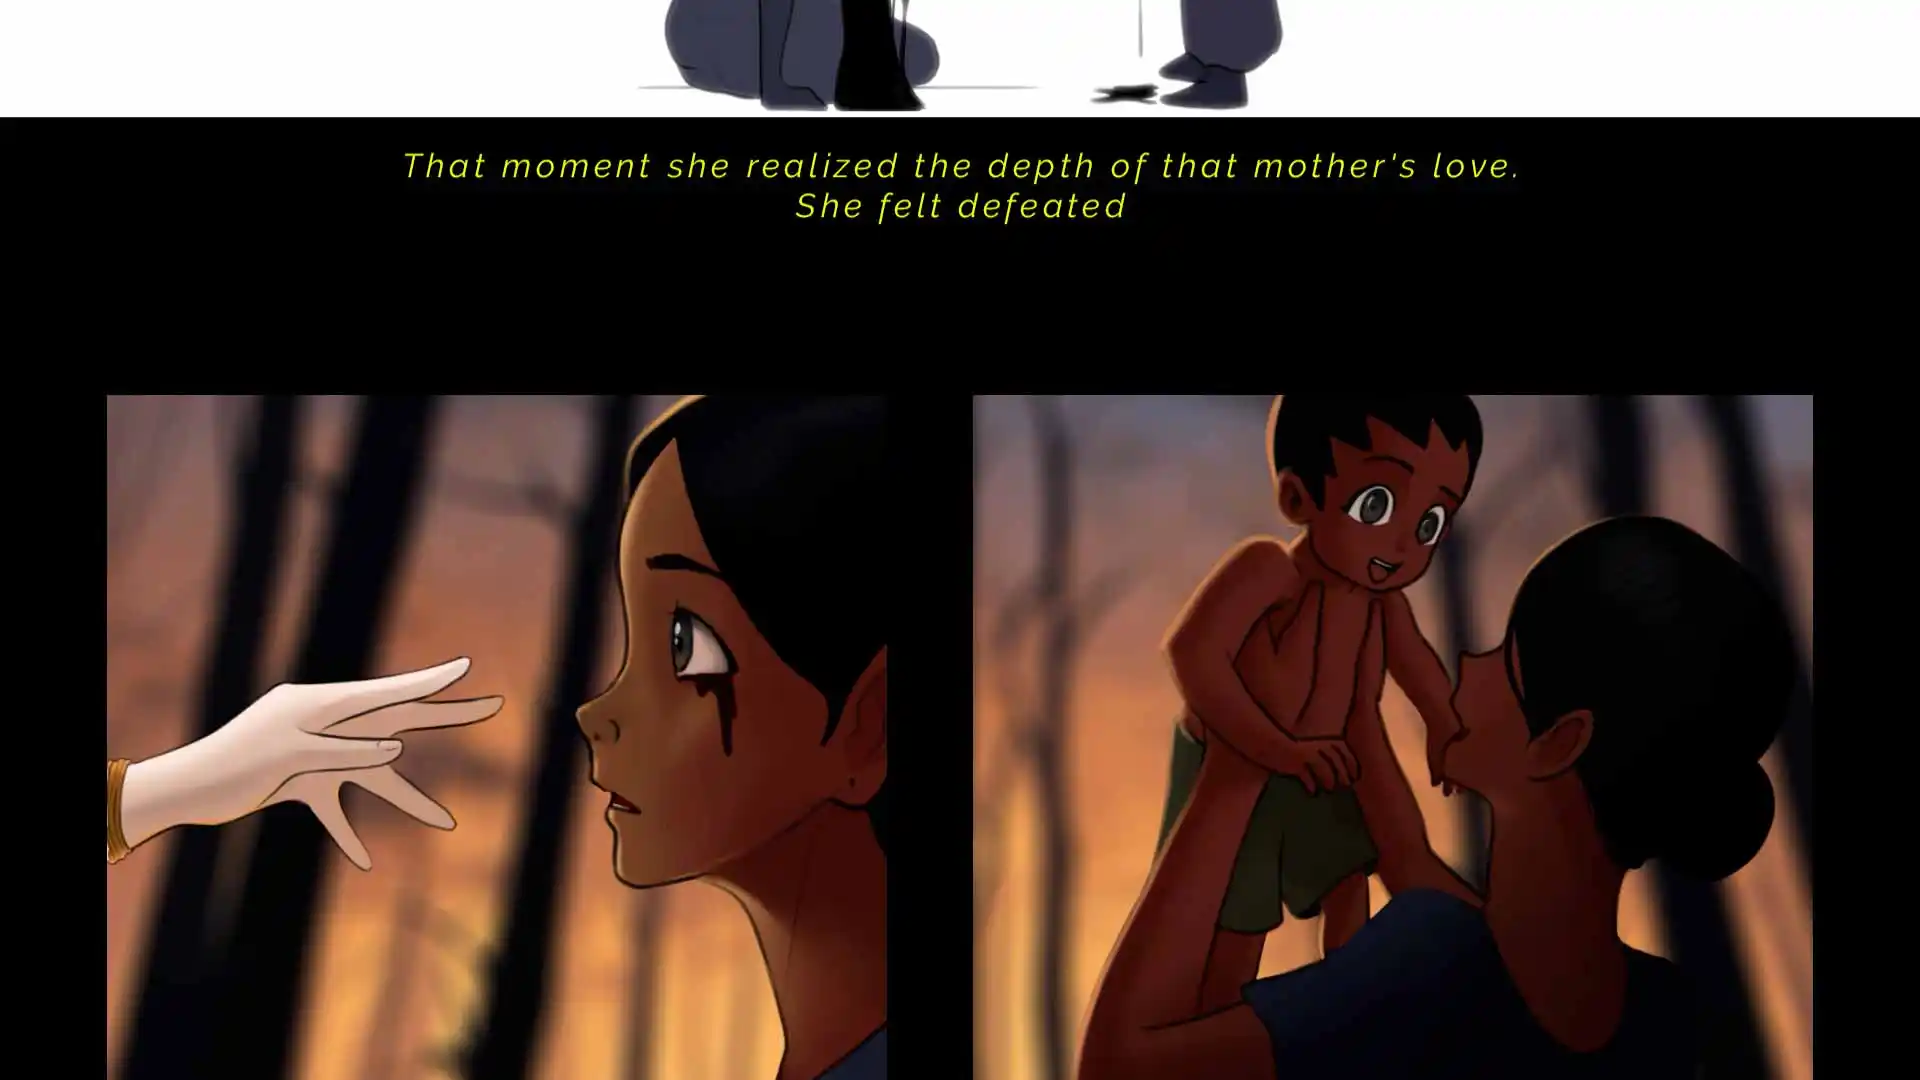 That moment she realized the depth of that mother's love.
She felt defeated